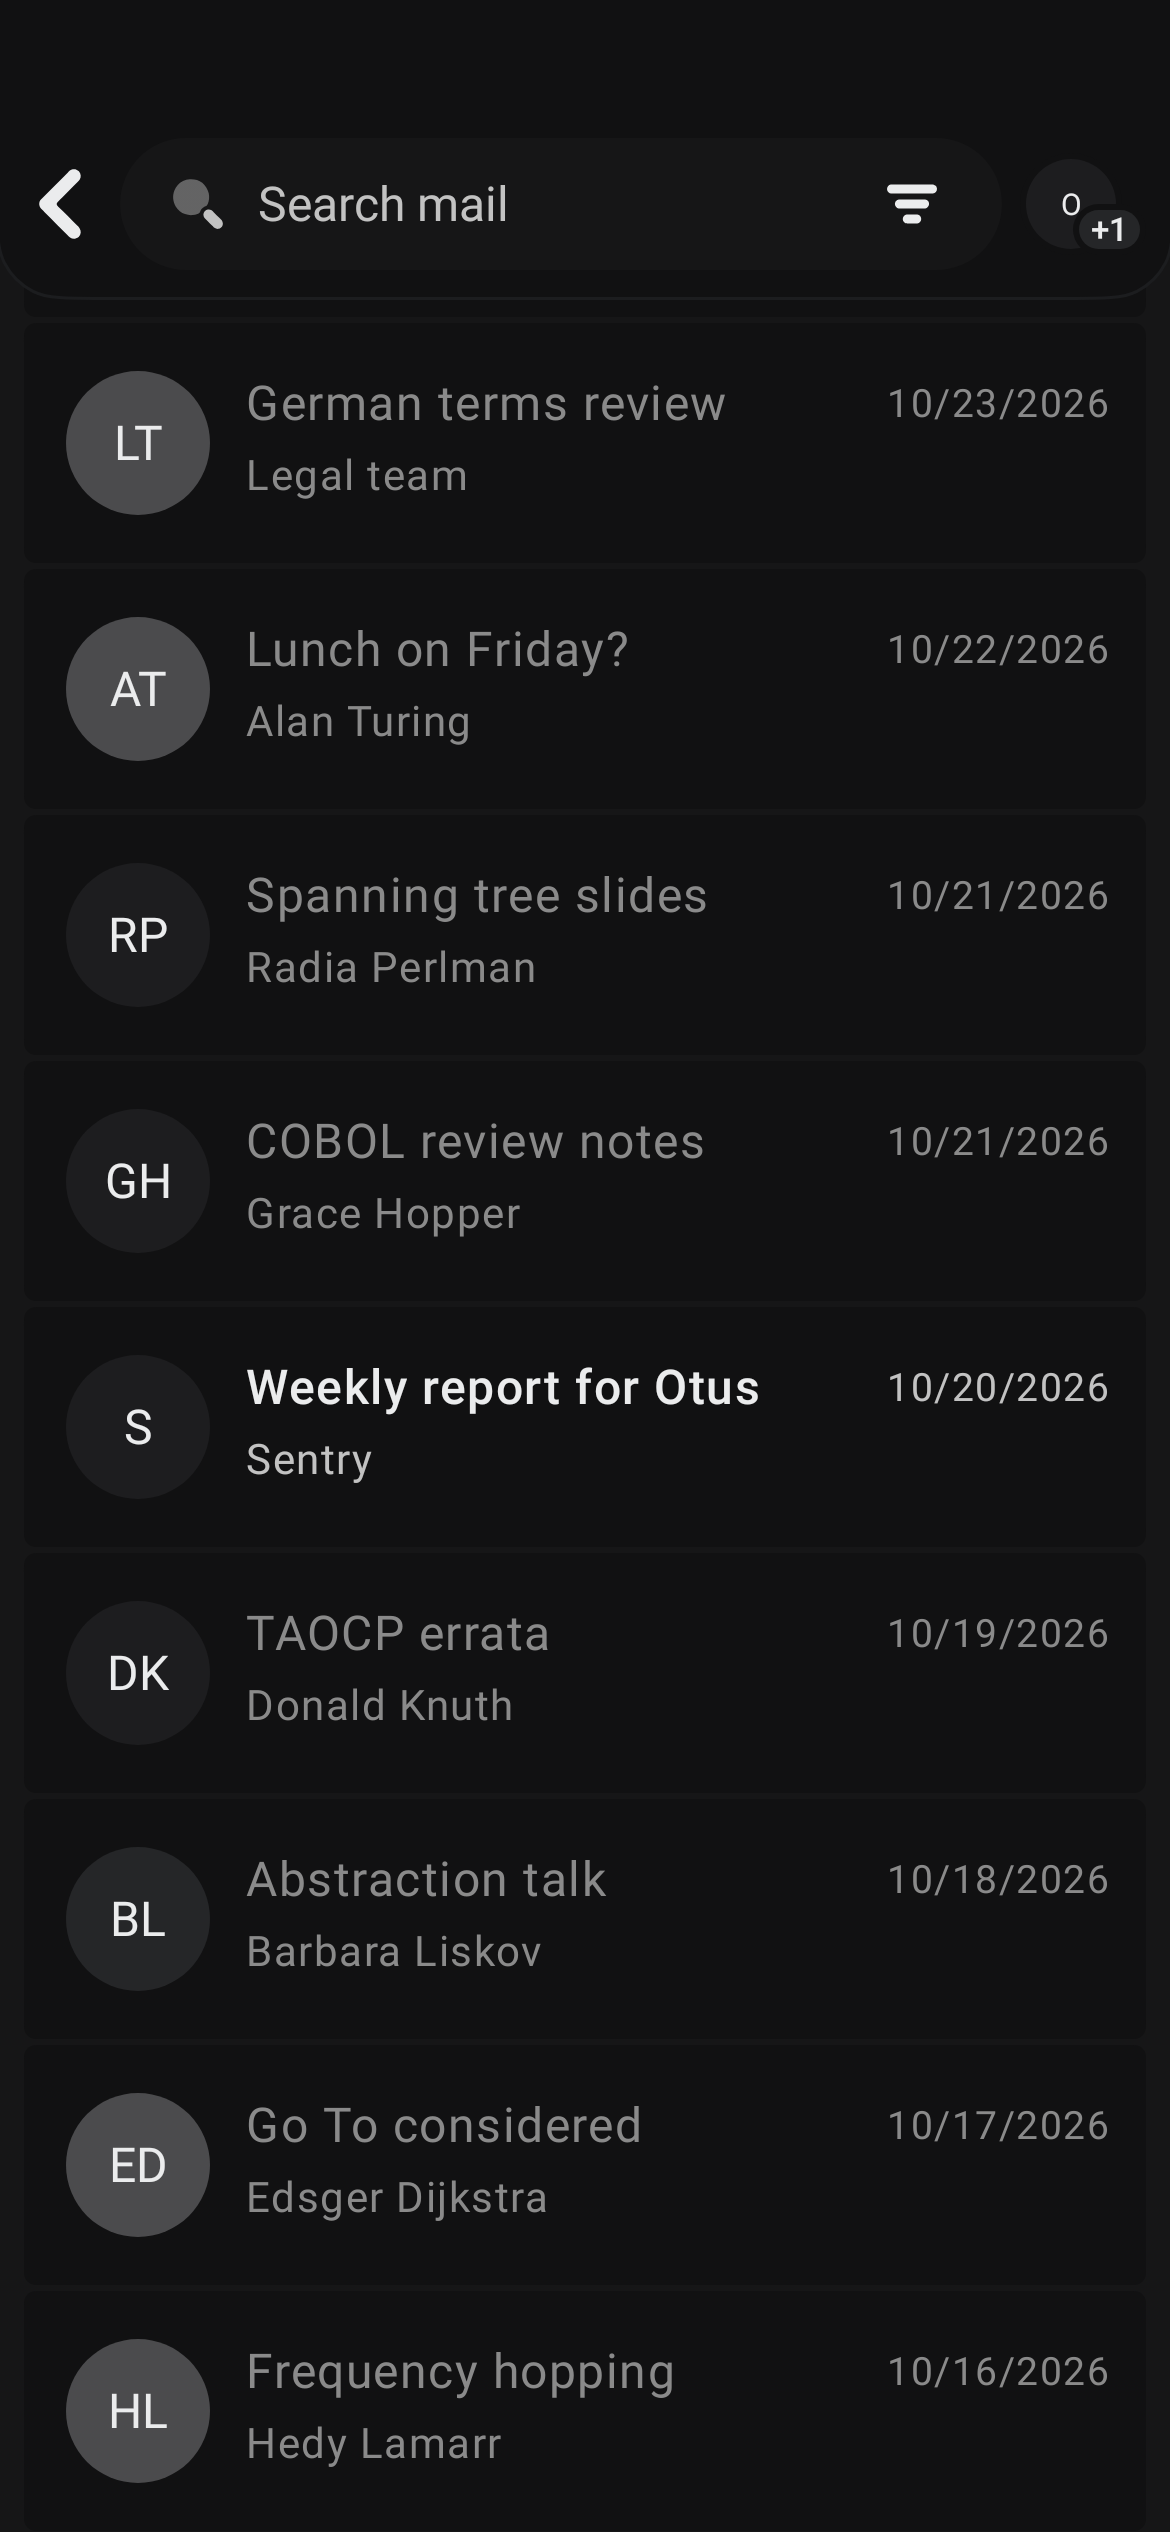 Search mail
o
+1
LT
German terms review
10/23/2026
Legal team
AT
Lunch on Friday?
10/22/2026
Alan Turing
RP
Spanning tree slides
10/21/2026
Radia Perlman
GH
COBOL review notes
10/21/2026
Grace Hopper
S
Weekly report for Otus
10/20/2026
Sentry
DK
TAOCP errata
10/19/2026
Donald Knuth
BL
Abstraction talk
10/18/2026
Barbara Liskov
ED
Go To considered
10/17/2026
Edsger Dijkstra
HL
Frequency hopping
10/16/2026
Hedy Lamarr